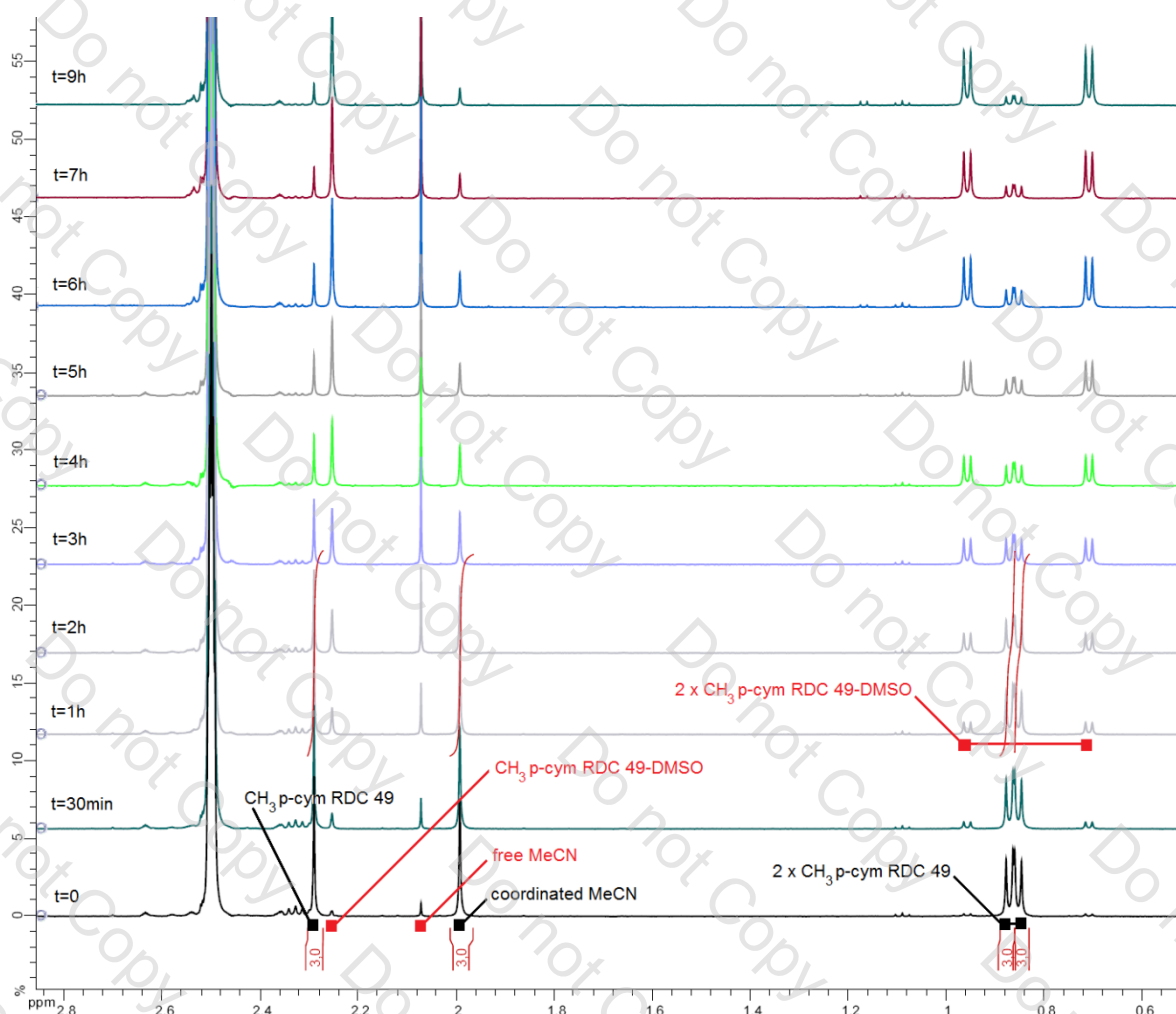 Do not Copy
t=9h
t=7h
t=6h
t=5h
t=4h
t=3h
t=2h
t=1h
t=30min
t=0
2 x CH3 p-cym RDC 49-DMSO
CH3 p-cym RDC 49-DMSO
CH3 p-cym RDC 49
free MeCN
coordinated MeCN
2 x CH3 p-cym RDC 49
3.0
3.0
3.0
3.0
55
50
45
40
35
30
25
20
15
10
5
0
%
ppm
2.8
2.6
2.4
2.2
2
1.8
1.6
1.4
1.2
1
0.8
0.6